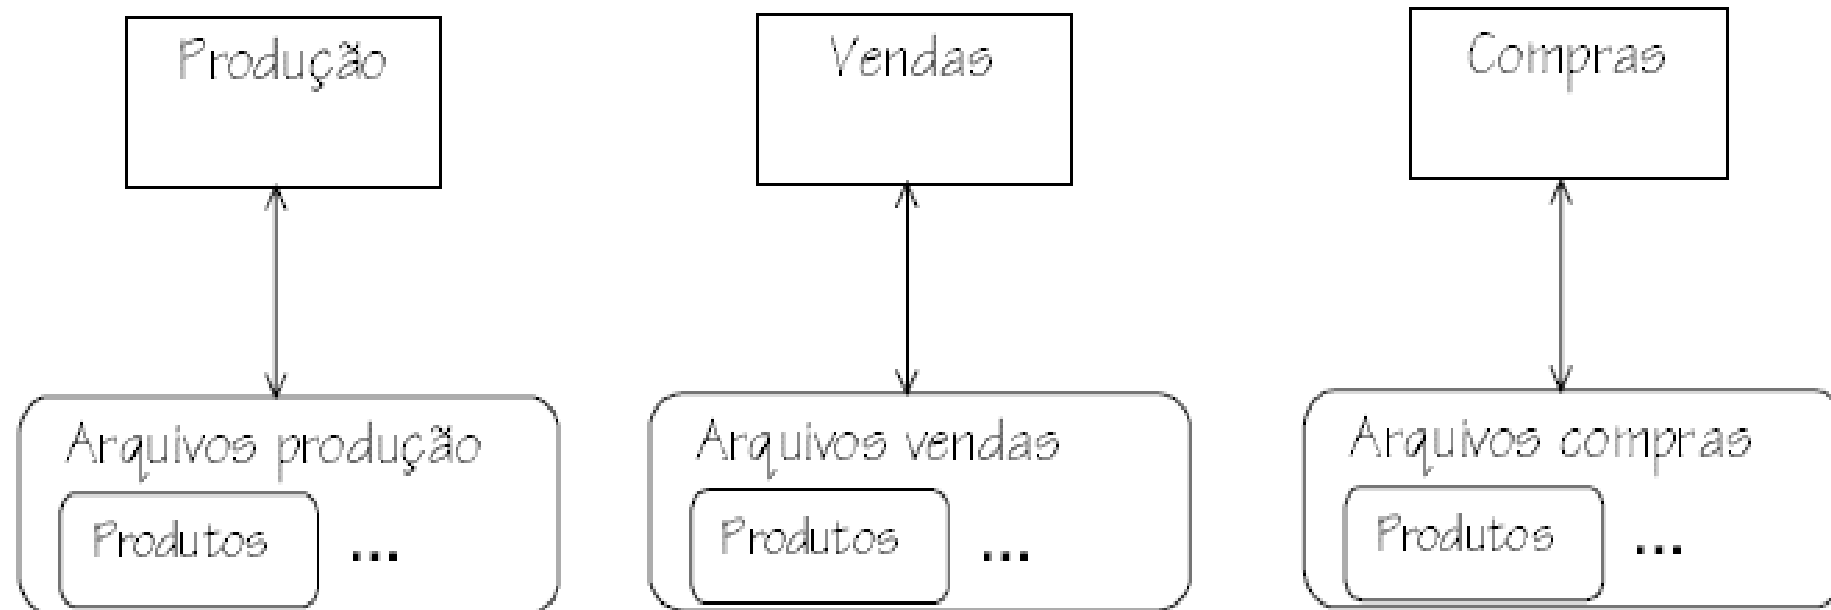 Produção
Vendas
Compras
Arquivos produção
Produtos ...
Arquivos vendas
Produtos ...
Arquivos compras
Produtos ...